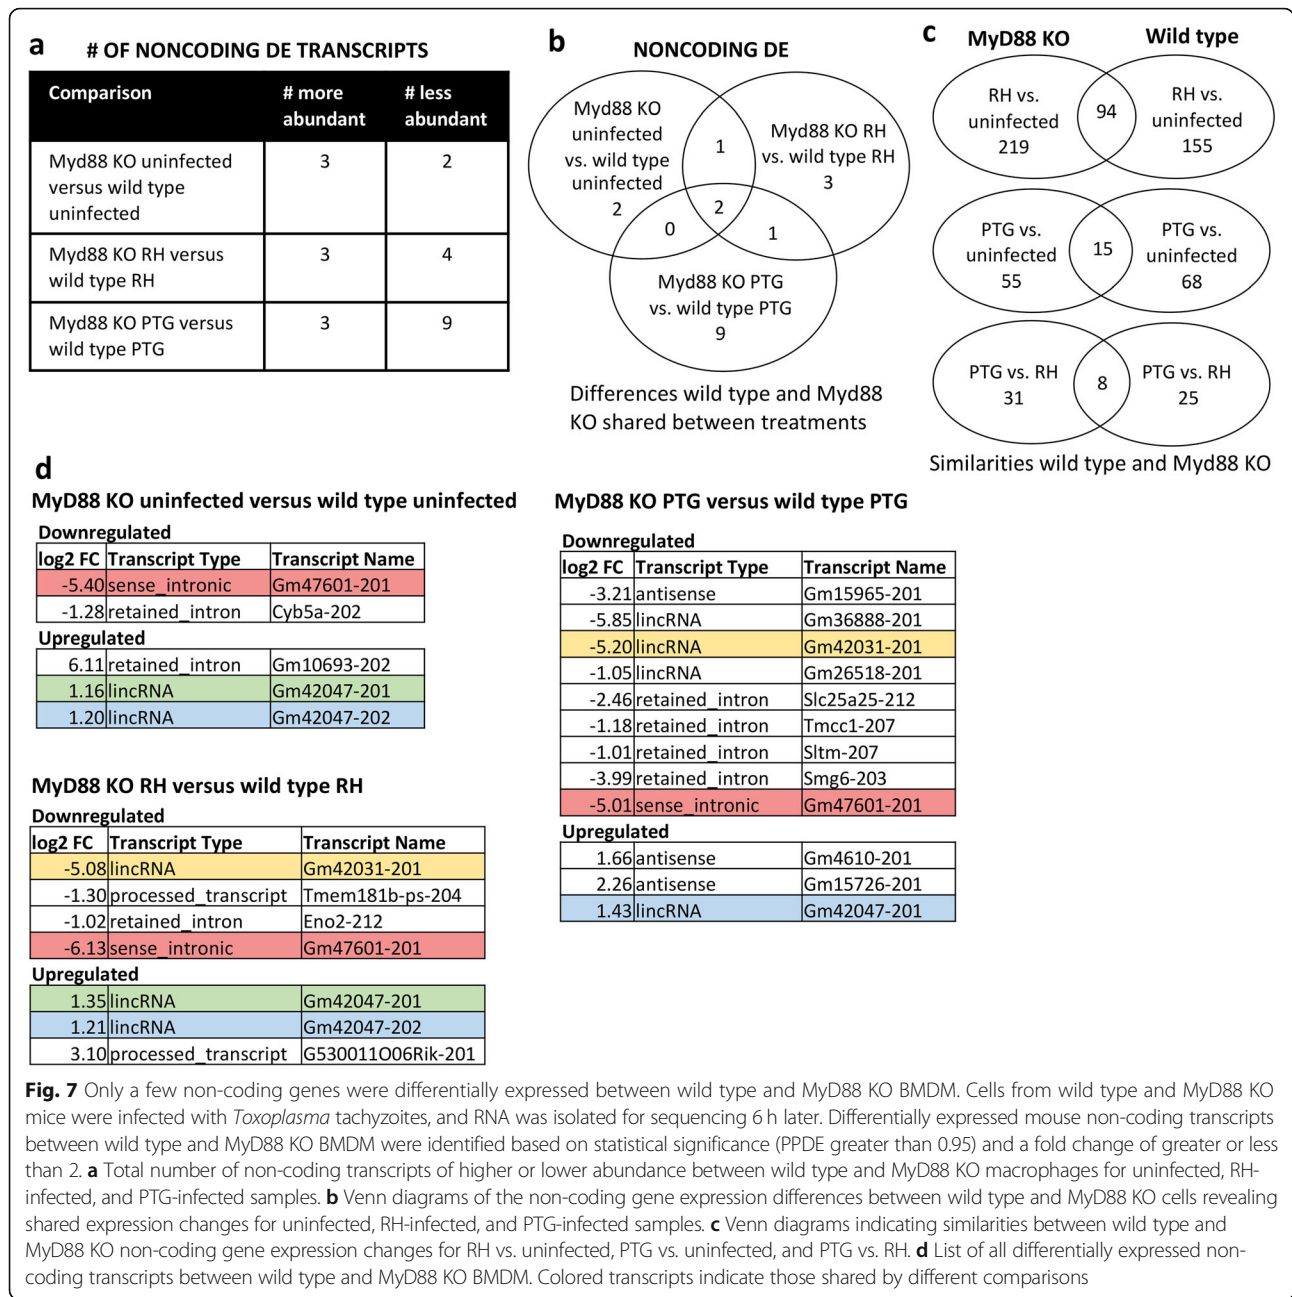 a # OF NONCODING DE TRANSCRIPTS
Comparison # more abundant # less abundant
Myd88 KO uninfected versus wild type uninfected 3 2
Myd88 KO RH versus wild type RH 3 4
Myd88 KO PTG versus wild type PTG 3 9
b NONCODING DE
Myd88 KO
uninfected
vs. wild type
uninfected
2
1
Myd88 KO RH
vs. wild type RH
3
2
0
1
Myd88 KO PTG
vs. wild type PTG
9
Differences wild type and Myd88
KO shared between treatments
c MyD88 KO Wild type
RH vs.
uninfected
219
94
RH vs.
uninfected
155
PTG vs.
uninfected
55
15
PTG vs.
uninfected
68
PTG vs. RH
31
8
PTG vs. RH
25
Similarities wild type and Myd88 KO
d
MyD88 KO uninfected versus wild type uninfected
Downregulated
log2 FC Transcript Type Transcript Name
-5.40 sense_intronic Gm47601-201
-1.28 retained_intron Cyb5a-202
Upregulated
6.11 retained_intron Gm10693-202
1.16 lincRNA Gm42047-201
1.20 lincRNA Gm42047-202
MyD88 KO RH versus wild type RH
Downregulated
log2 FC Transcript Type Transcript Name
-5.08 lincRNA Gm42031-201
-1.30 processed_transcript Tmem181b-ps-204
-1.02 retained_intron Eno2-212
-6.13 sense_intronic Gm47601-201
Upregulated
1.35 lincRNA Gm42047-201
1.21 lincRNA Gm42047-202
3.10 processed_transcript G530011O06Rik-201
MyD88 KO PTG versus wild type PTG
Downregulated
log2 FC Transcript Type Transcript Name
-3.21 antisense Gm15965-201
-5.85 lincRNA Gm36888-201
-5.20 lincRNA Gm42031-201
-1.05 lincRNA Gm26518-201
-2.46 retained_intron Slc25a25-212
-1.18 retained_intron Tmcc1-207
-1.01 retained_intron Sltm-207
-3.99 retained_intron Smg6-203
-5.01 sense_intronic Gm47601-201
Upregulated
1.66 antisense Gm4610-201
2.26 antisense Gm15726-201
1.43 lincRNA Gm42047-201
Fig. 7 Only a few non-coding genes were differentially expressed between wild type and MyD88 KO BMDM. Cells from wild type and MyD88 KO
mice were infected with Toxoplasma tachyzoites, and RNA was isolated for sequencing 6 h later. Differentially expressed mouse non-coding transcripts
between wild type and MyD88 KO BMDM were identified based on statistical significance (PPDE greater than 0.95) and a fold change of greater or less
than 2. a Total number of non-coding transcripts of higher or lower abundance between wild type and MyD88 KO macrophages for uninfected, RH-
infected, and PTG-infected samples. b Venn diagrams of the non-coding gene expression differences between wild type and MyD88 KO cells revealing
shared expression changes for uninfected, RH-infected, and PTG-infected samples. c Venn diagrams indicating similarities between wild type and
MyD88 KO non-coding gene expression changes for RH vs. uninfected, PTG vs. uninfected, and PTG vs. RH. d List of all differentially expressed non-
coding transcripts between wild type and MyD88 KO BMDM. Colored transcripts indicate those shared by different comparisons